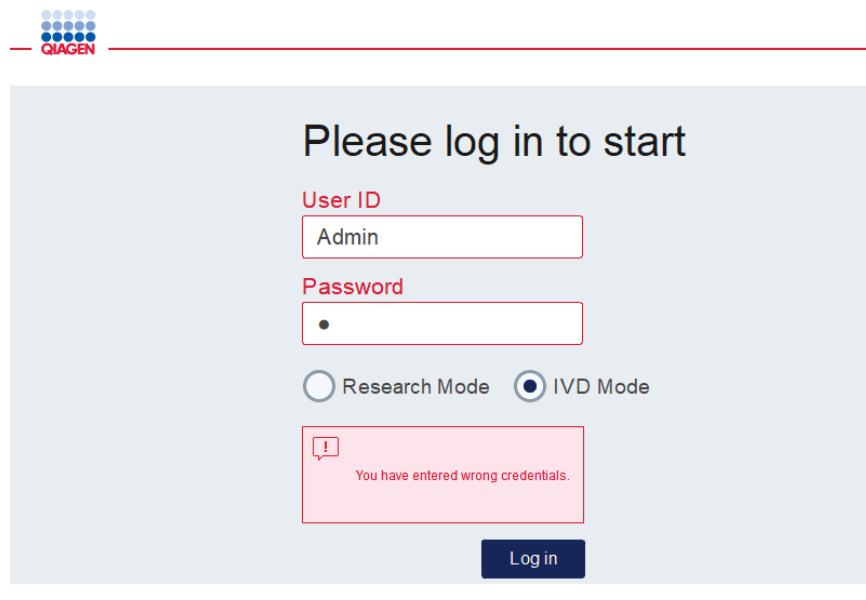 QIAGEN
Please log in to start
User ID
Admin
Password
Research Mode IVD Mode
You have entered wrong credentials.
Log in